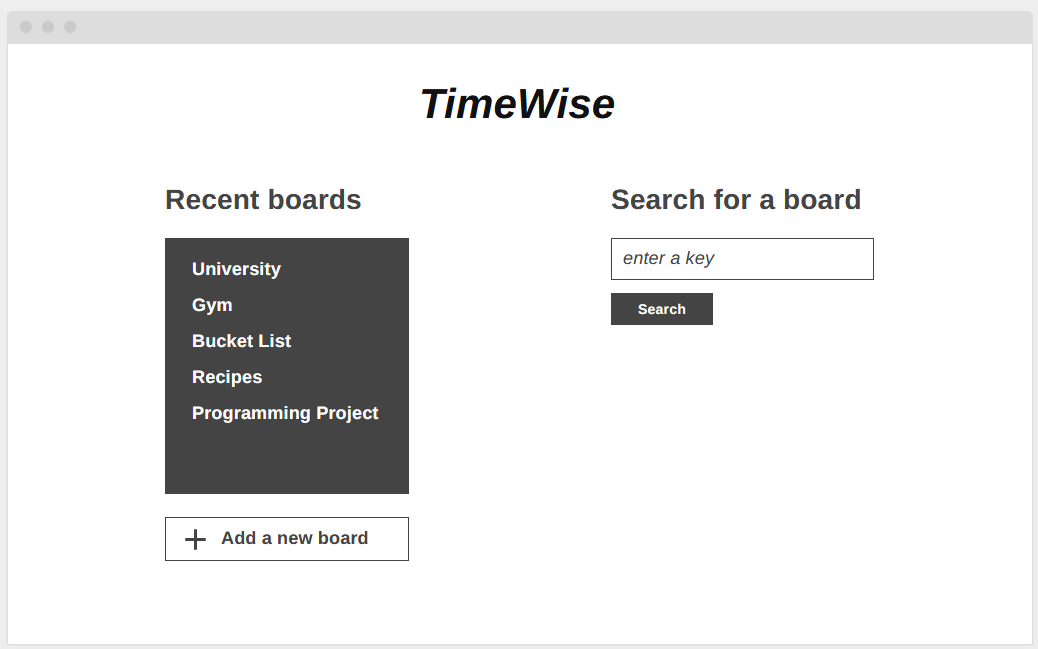 TimeWise
Recent boards
University
Gym
Bucket List
Recipes
Programming Project
Add a new board
Search for a board
enter a key
Search